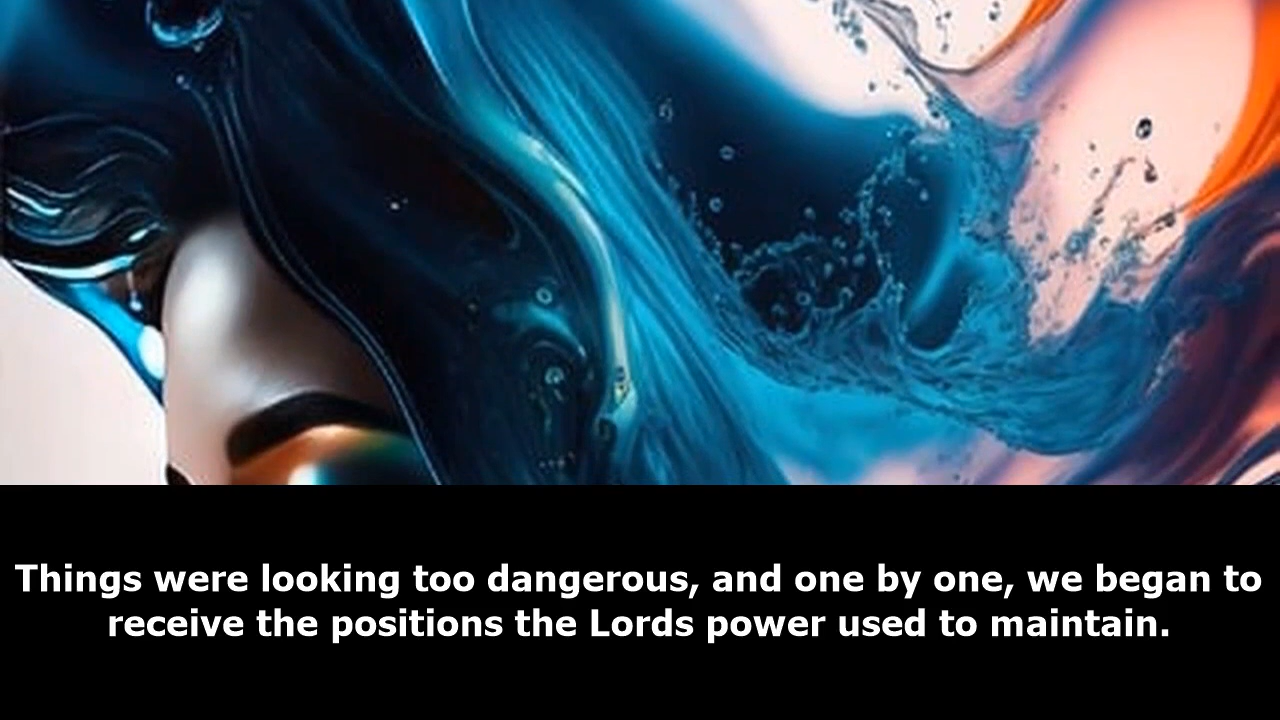 Things were looking too dangerous, and one by one, we began to
receive the positions the Lords power used to maintain.